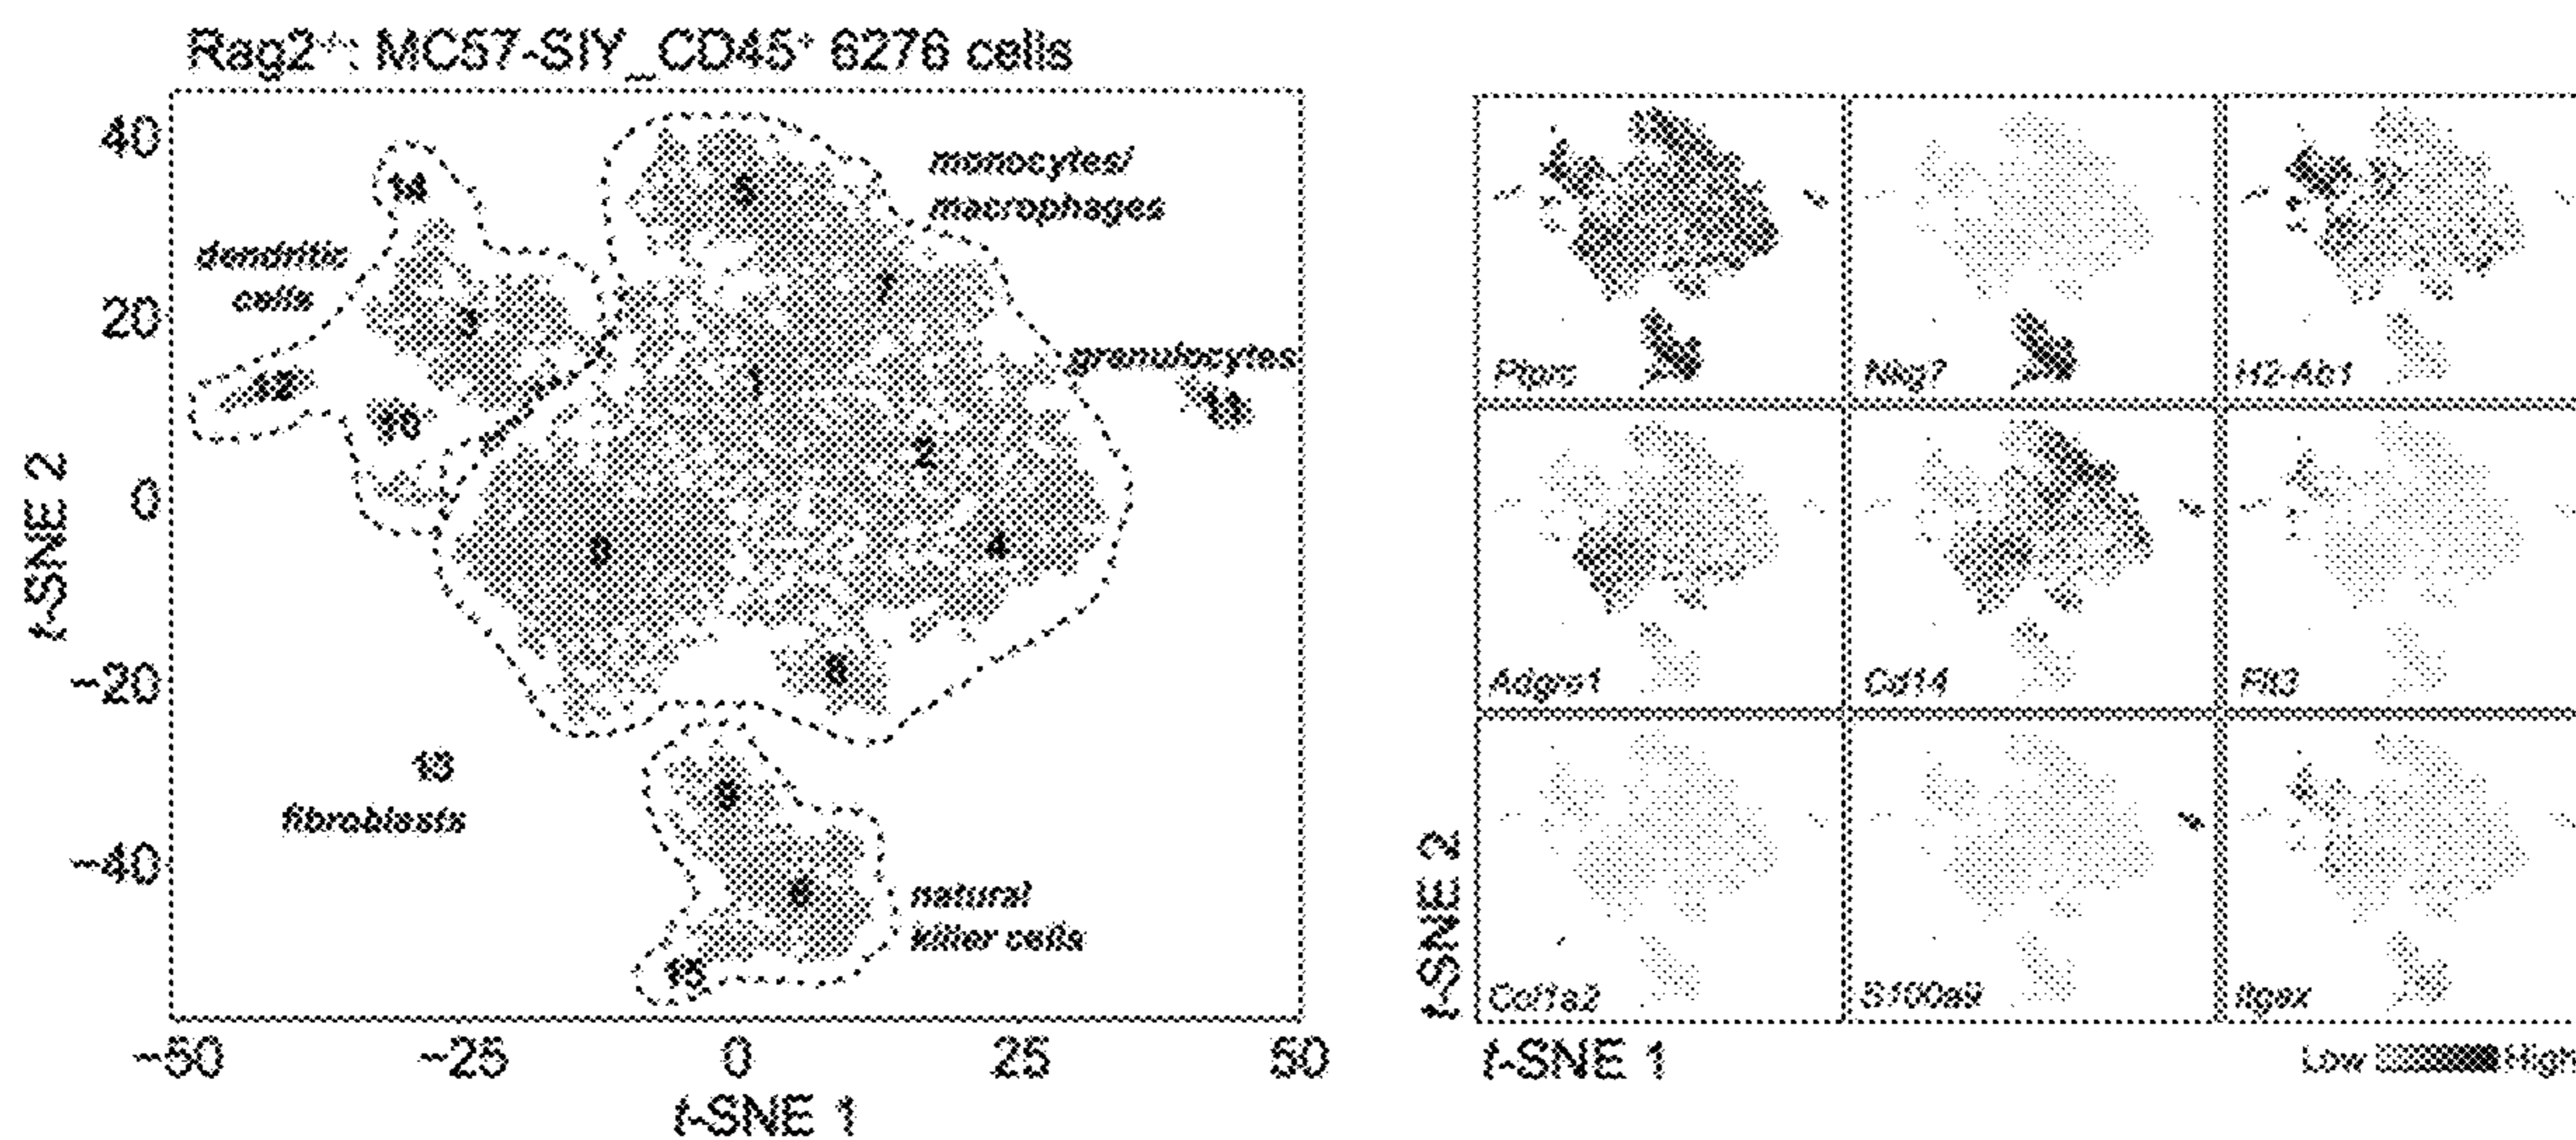 Rag2-/-: MC57-SIY_CD45+ 6276 cells
40
20
0
−20
−40
t-SNE 2
−50
−25
0
25
50
t-SNE 1
14
dendritic
cells
3
12
10
5
monocytes/
macrophages
7
1
granulocytes
2
0
4
8
13
fibroblasts
9
6
natural
killer cells
15
Ptprc
Nkg7
H2-Ab1
Adgre1
Cd14
Flt3
Col1a2
S100a9
Itgax
t-SNE 2
t-SNE 1
Low
High